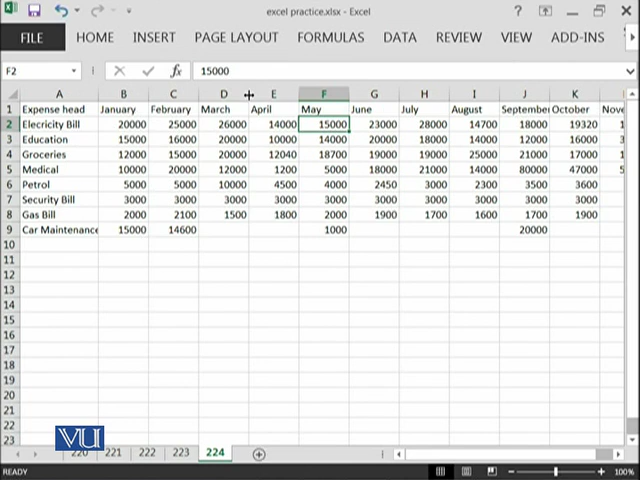 excel practice.xlsx - Excel
FILE HOME INSERT PAGE LAYOUT FORMULAS DATA REVIEW VIEW ADD-INS
F2 fx 15000
A B C D E F G H I J K
1 Expense head January February March April May June July August September October Nove
2 Elecricity Bill 20000 25000 26000 14000 15000 23000 28000 14700 18000 19320 1
3 Education 15000 16000 20000 10000 14000 20000 18000 14000 12000 16000 3
4 Groceries 12000 15000 20000 12040 18700 19000 19000 25000 21000 17000 1
5 Medical 10000 20000 12000 1200 5000 18000 21000 14000 80000 47000 5
6 Petrol 5000 5000 10000 4500 4000 2450 3000 2300 3500 3600
7 Security Bill 3000 3000 3000 3000 3000 3000 3000 3000 3000 3000
8 Gas Bill 2000 2100 1500 1800 2000 1900 1700 1600 1700 1900
9 Car Maintenance 15000 14600 1000 20000
10
11
12
13
14
15
16
17
18
19
20
21
22
23
VU
220 221 222 223 224
READY 100%